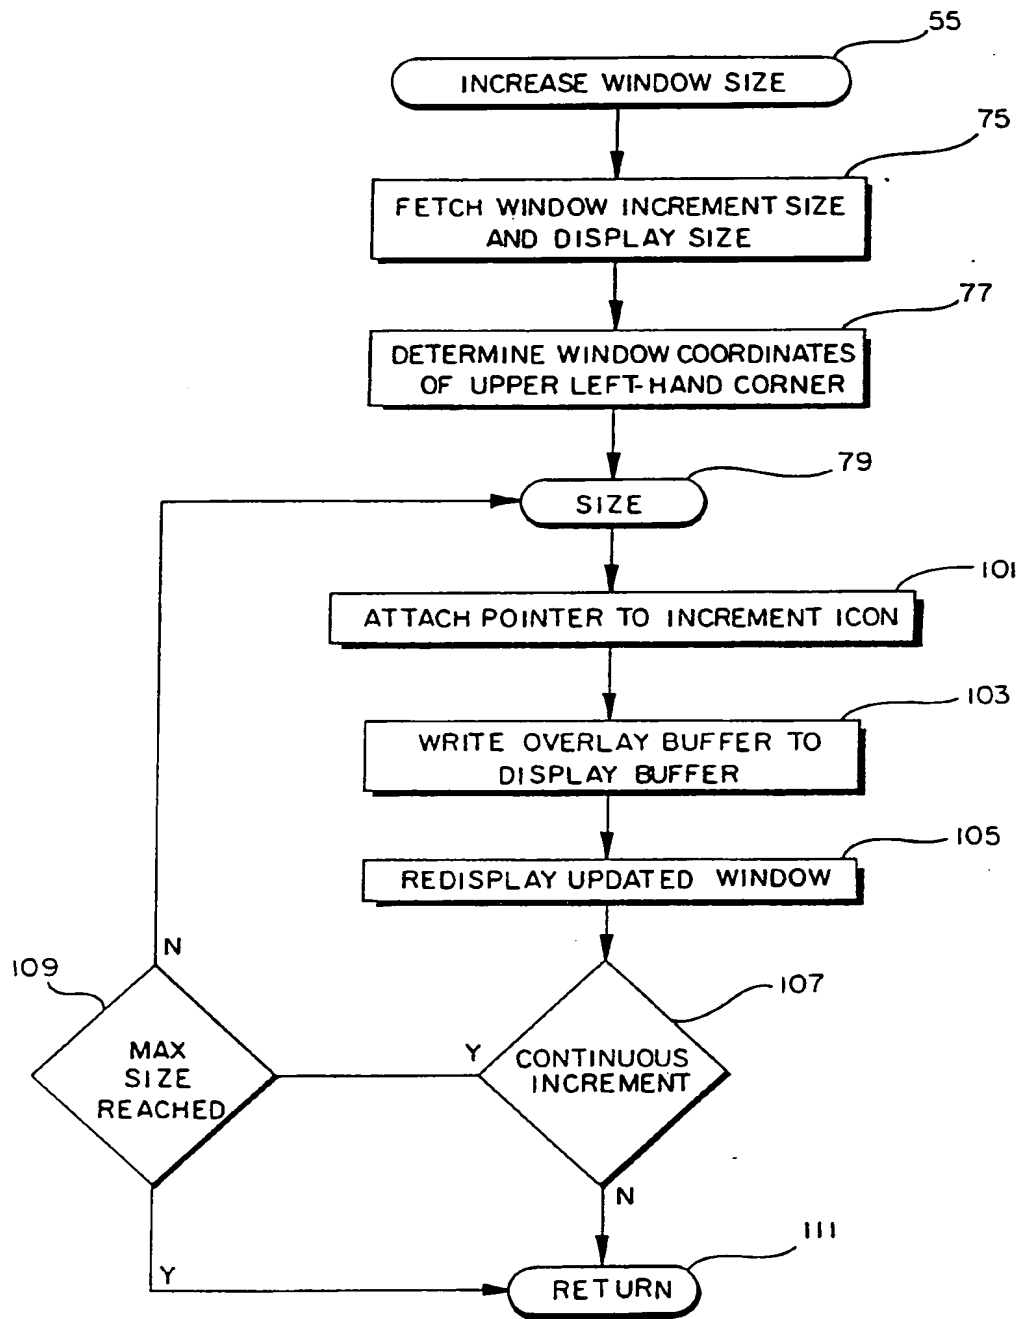 55
INCREASE WINDOW SIZE
75
FETCH WINDOW INCREMENT SIZE
AND DISPLAY SIZE
77
DETERMINE WINDOW COORDINATES
OF UPPER LEFT-HAND CORNER
79
SIZE
101
ATTACH POINTER TO INCREMENT ICON
103
WRITE OVERLAY BUFFER TO
DISPLAY BUFFER
105
REDISPLAY UPDATED WINDOW
N
109
107
MAX
SIZE
REACHED
Y
CONTINUOUS
INCREMENT
N
111
Y
RETURN